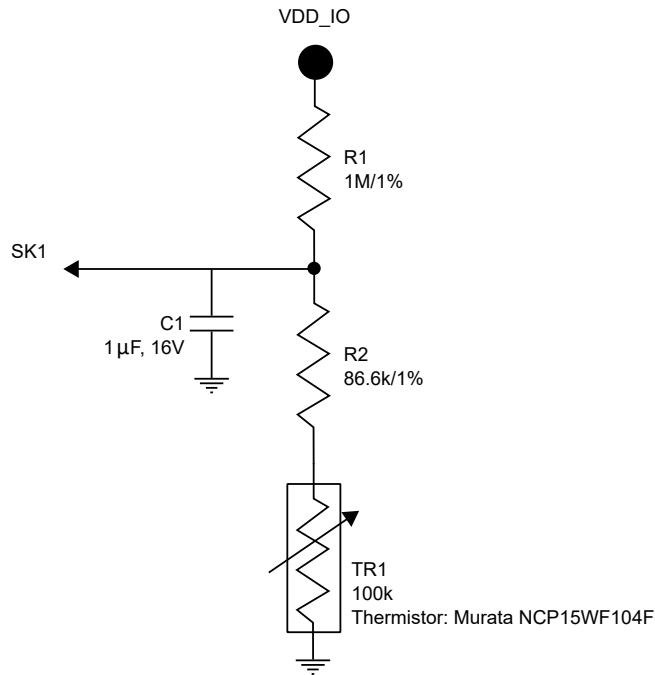 VDD_IO
R1
1M/1%
SK1
C1
1μF, 16V
R2
86.6k/1%
TR1
100k
Thermistor: Murata NCP15WF104F